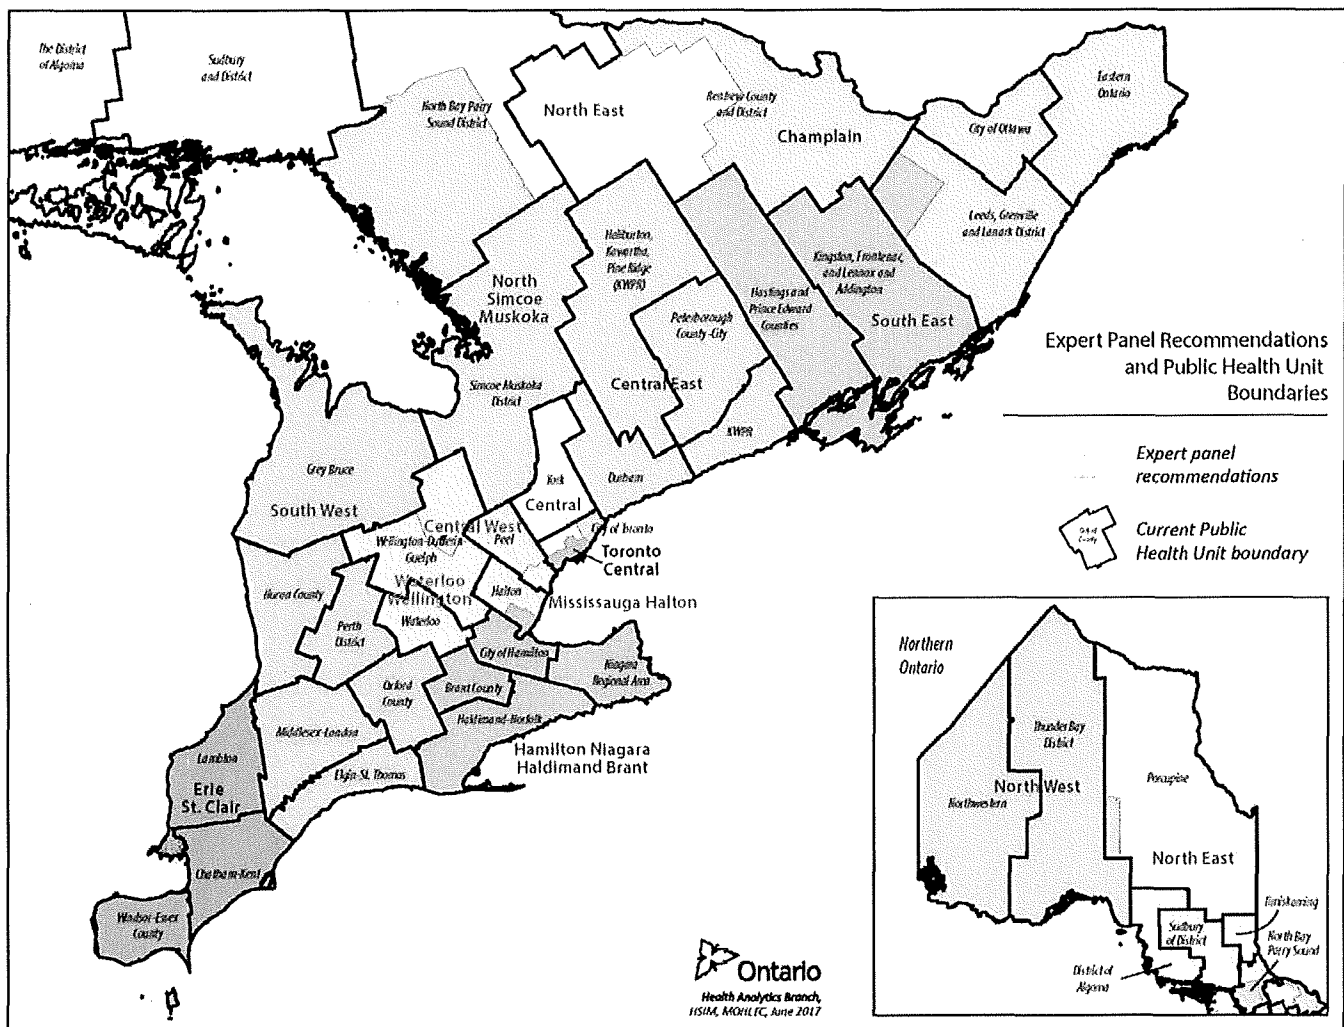 The District
of Algoma
Sudbury
and District
North Bay Parry
Sound District
North East
Renfrew County
and District
Champlain
City of Ottawa
Eastern
Ontario
Leeds, Grenville
and Lanark District
Haliburton,
Kawartha,
Pine Ridge
(KWPR)
Kingston, Frontenac,
and Lennox and
Addington
North
Simcoe
Muskoka
Hastings and
Prince Edward
Counties
South East
Peterborough
County-City
Simcoe Muskoka
District
Central East
KWPR
Expert Panel Recommendations
and Public Health Unit
Boundaries
Expert panel
recommendations
Current Public
Health Unit boundary
Grey Bruce
South West
York
Central
Durham
Central West
Wellington-Dufferin
Guelph
Peel
City of Toronto
Toronto
Central
Huron County
Waterloo
Wellington
Halton
Mississauga Halton
Perth
District
Waterloo
City of Hamilton
Niagara
Regional Area
Oxford
County
Brant County
Haldimand-Norfolk
Middlesex-London
Hamilton Niagara
Haldimand Brant
Lambton
Elgin-St. Thomas
Erie
St. Clair
Chatham-Kent
Windsor-Essex
County
Northern
Ontario
Thunder Bay
District
Porcupine
North West
Northwestern
North East
Timiskaming
Sudbury
of District
North Bay
Parry Sound
District of
Algoma
Ontario
Health Analytics Branch,
HSIM, MOHLTC, June 2017